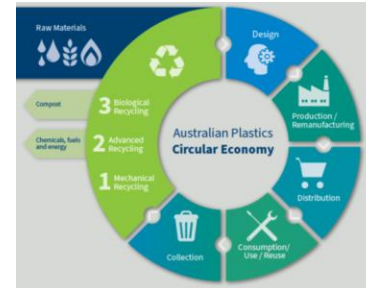 Raw Materials
Design
Compost
3 Biological
Recycling
Production /
Remanufacturing
Chemicals, fuels
and energy
2 Advanced
Recycling
Australian Plastics
Circular Economy
1 Mechanical
Recycling
Distribution
Consumption/
Use / Reuse
Collection